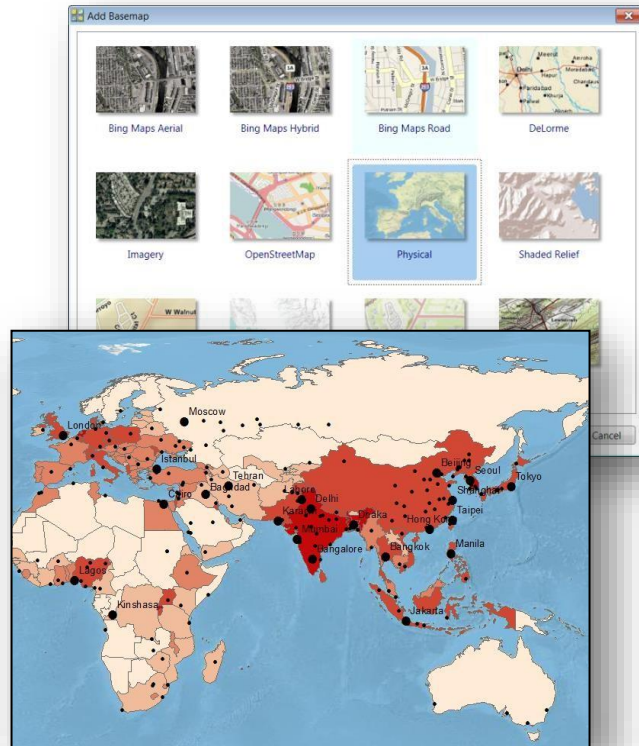 Add Basemap
Bing Maps Aerial
Bing Maps Hybrid
Bing Maps Road
DeLorme
Imagery
OpenStreetMap
Physical
Shaded Relief
W Walnut
Cancel
Moscow
London
Istanbul
Tehran
Baghdad
Cairo
Lahore
Delhi
Karac
Dhaka
Mumbai
Bangalore
Beijing
Seoul
Tokyo
Shanghai
Taipei
Hong Kon
Bangkok
Manila
Lagos
Kinshasa
Jakarta